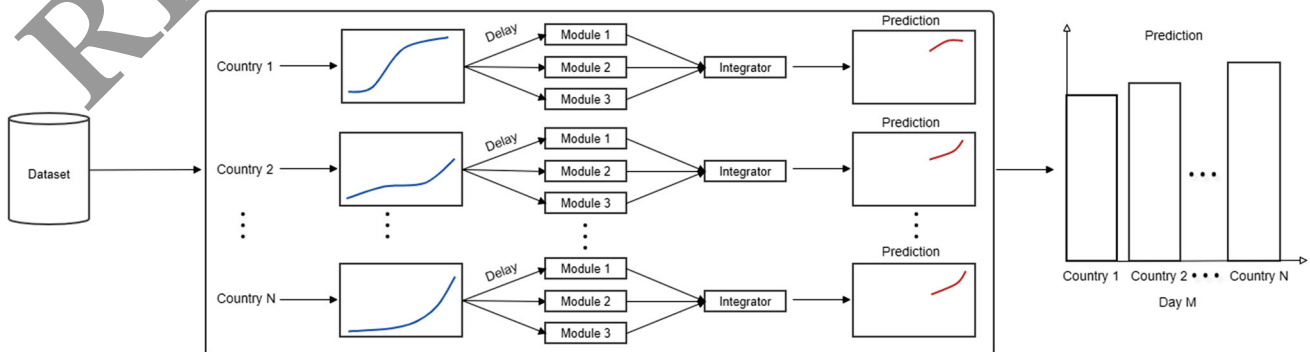 Dataset
Country 1
Delay
Module 1
Module 2
Module 3
Integrator
Prediction
Country 2
Delay
Module 1
Module 2
Module 3
Integrator
Prediction
Country N
Delay
Module 1
Module 2
Module 3
Integrator
Prediction
Prediction
Country 1 Country 2 Country N
Day M